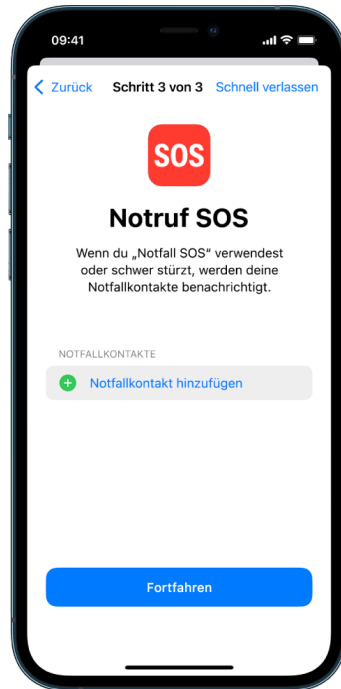 09:41
Zurück Schritt 3 von 3 Schnell verlassen
SOS
Notruf SOS
Wenn du „Notfall SOS“ verwendest
oder schwer stürzt, werden deine
Notfallkontakte benachrichtigt.
NOTFALLKONTAKTE
Notfallkontakt hinzufügen
Fortfahren